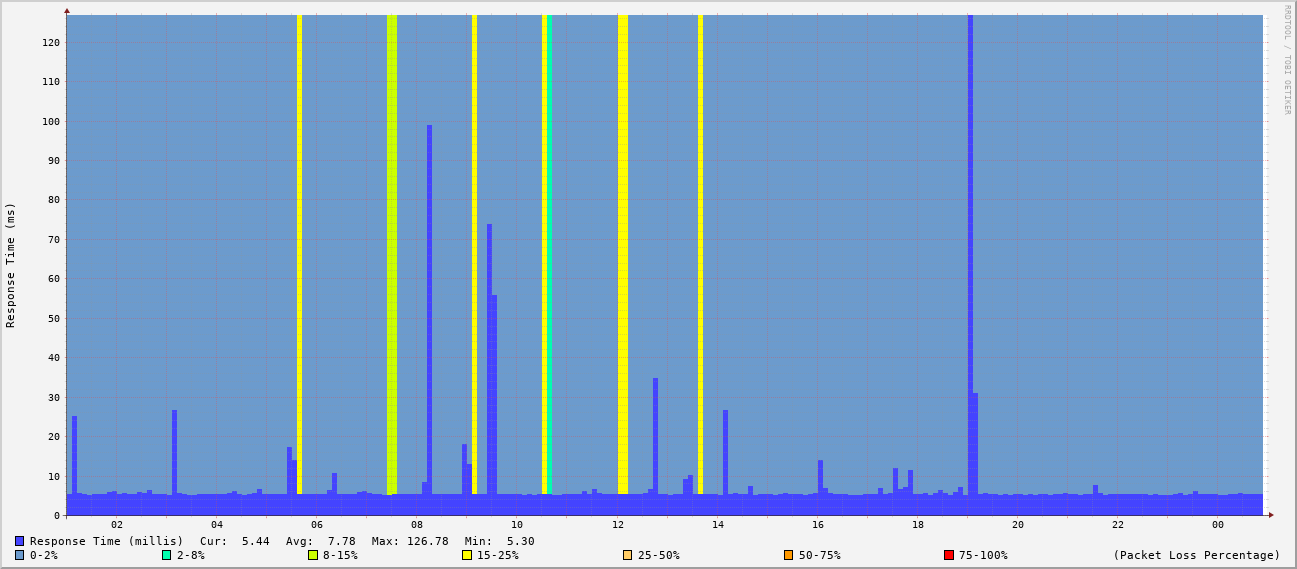 RRDTOOL / TOBI OETIKER
Response Time (ms)
120
110
100
90
80
70
60
50
40
30
20
10
0
02 04 06 08 10 12 14 16 18 20 22 00
Response Time (millis) Cur: 5.44 Avg: 7.78 Max: 126.78 Min: 5.30
0-2% 2-8% 8-15% 15-25% 25-50% 50-75% 75-100% (Packet Loss Percentage)